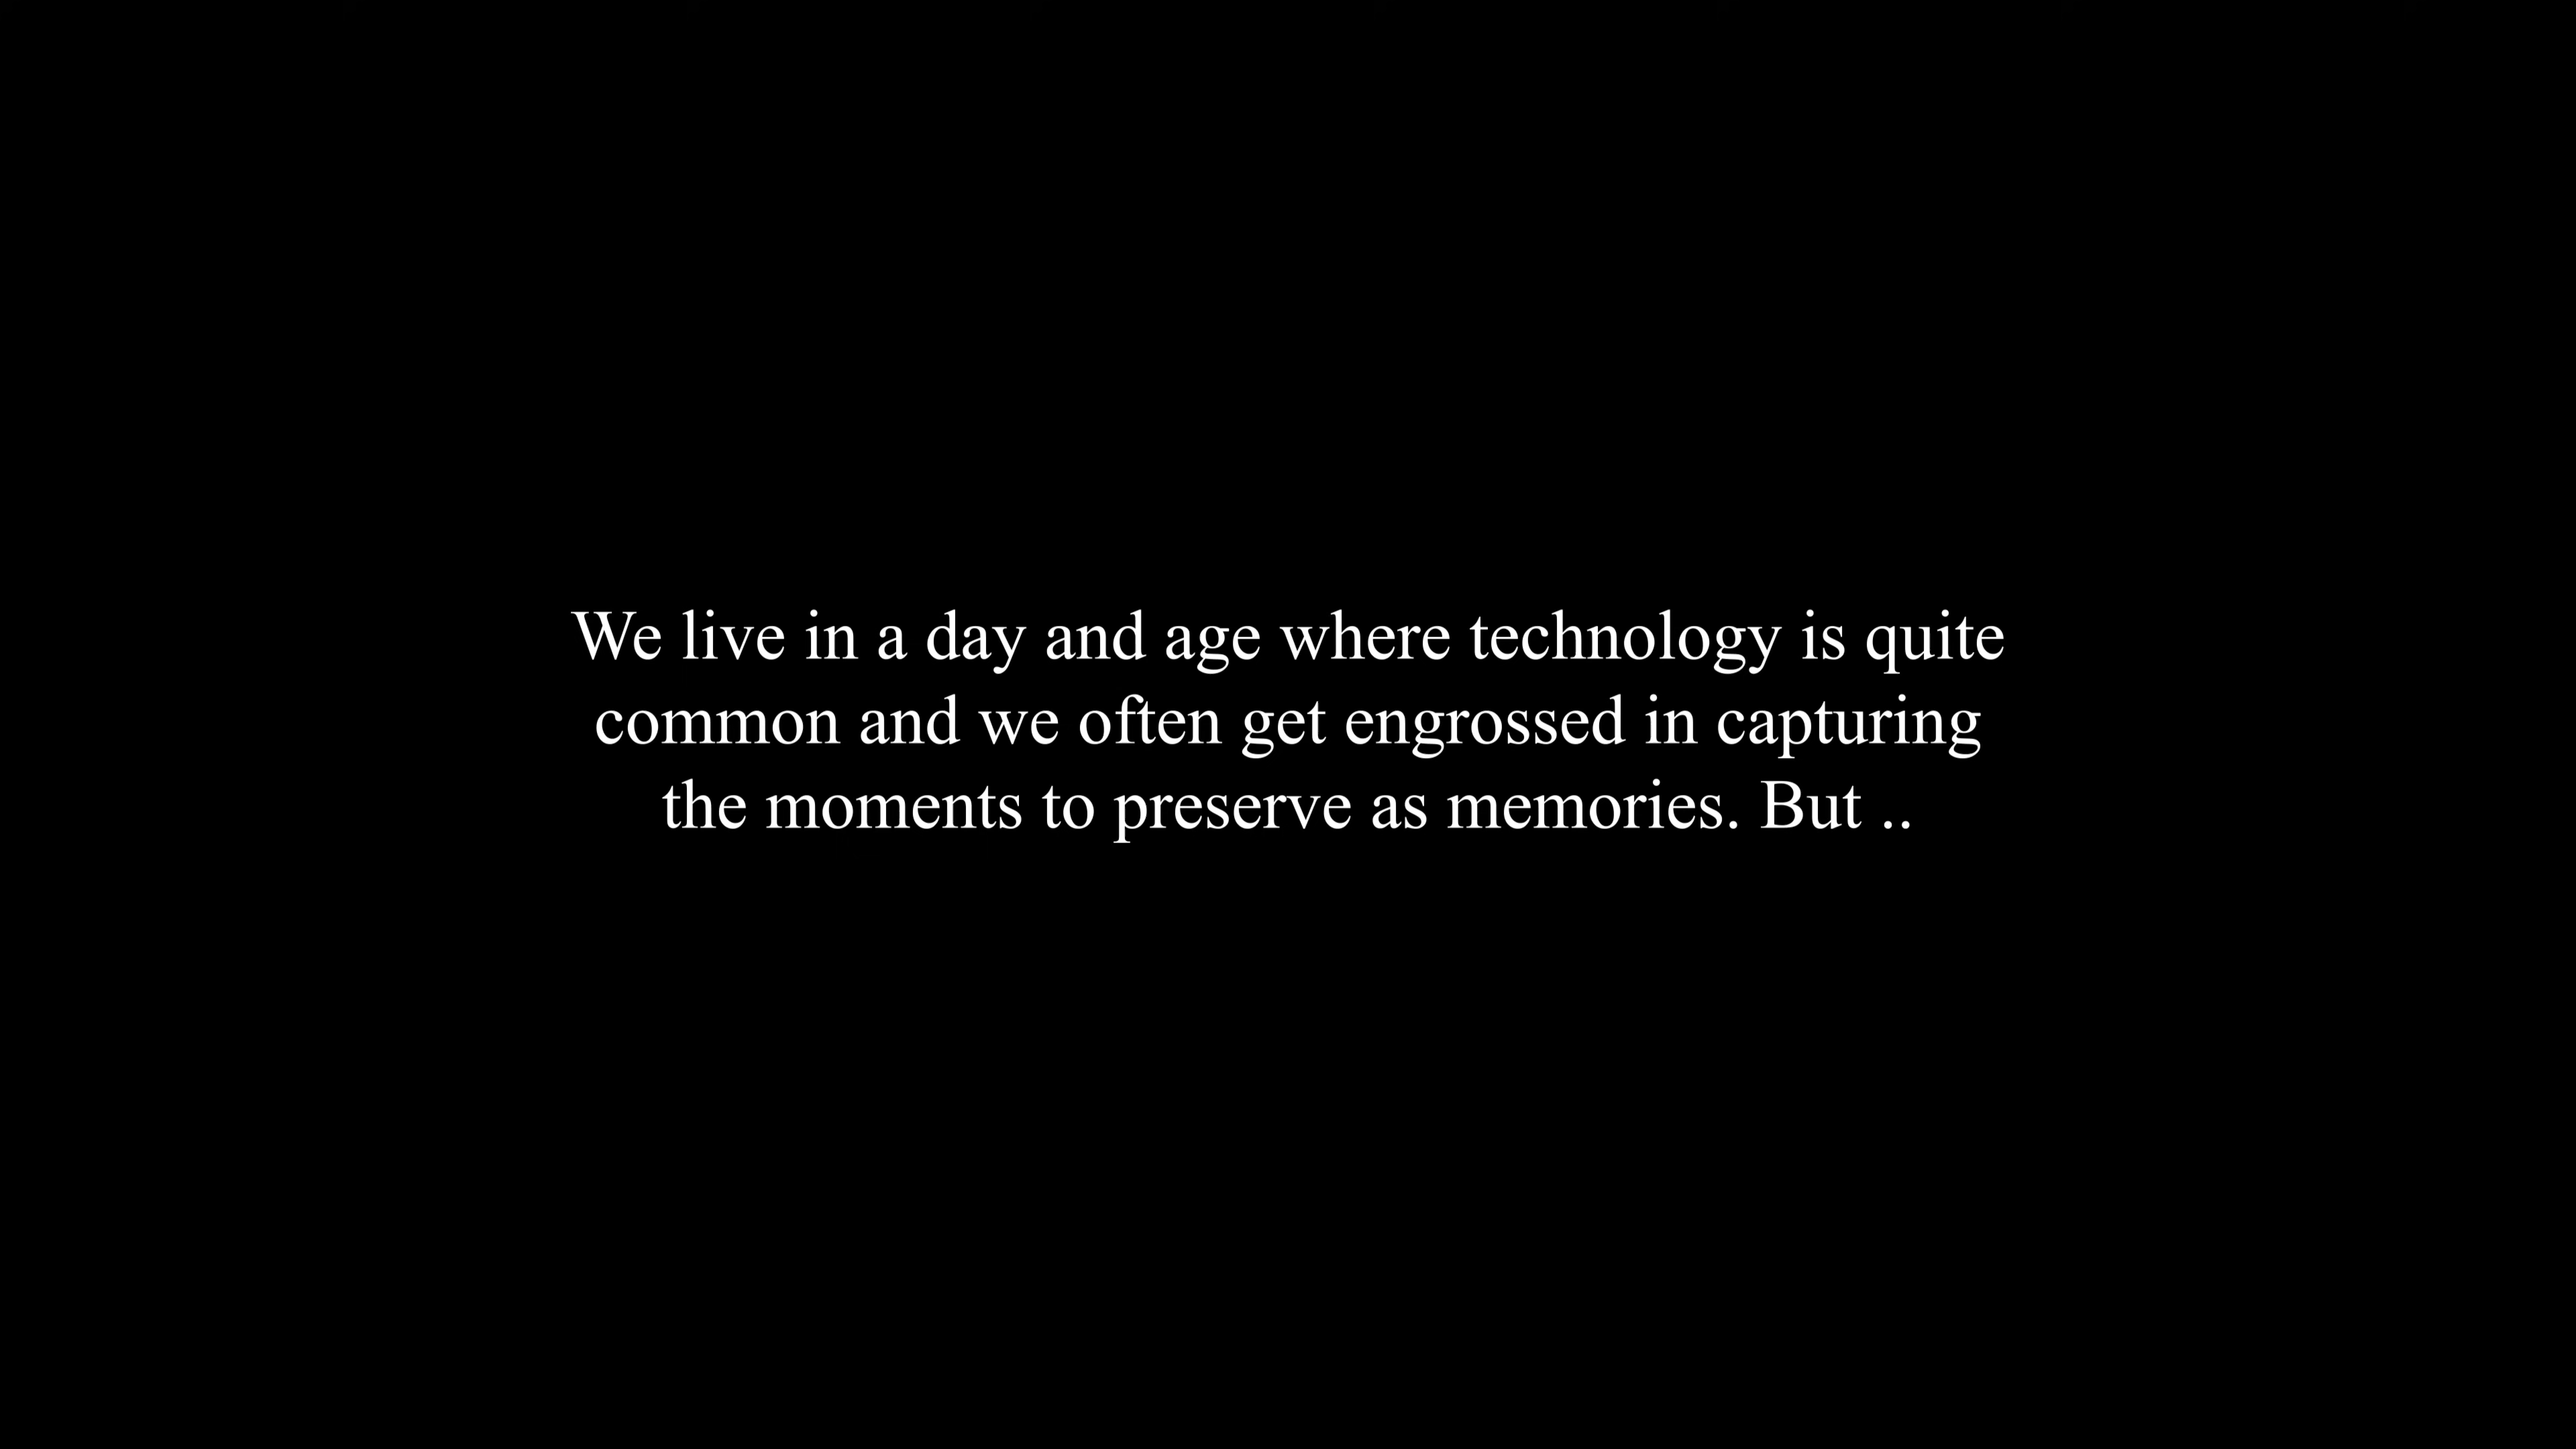 We live in a day and age where technology is quite
common and we often get engrossed in capturing
the moments to preserve as memories. But ..